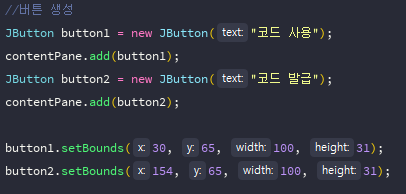 //버튼 생성
JButton button1 = new JButton( text: "코드 사용");
contentPane.add(button1);
JButton button2 = new JButton( text: "코드 발급");
contentPane.add(button2);
button1.setBounds( x: 30, y: 65, width: 100, height: 31);
button2.setBounds( x: 154, y: 65, width: 100, height: 31);